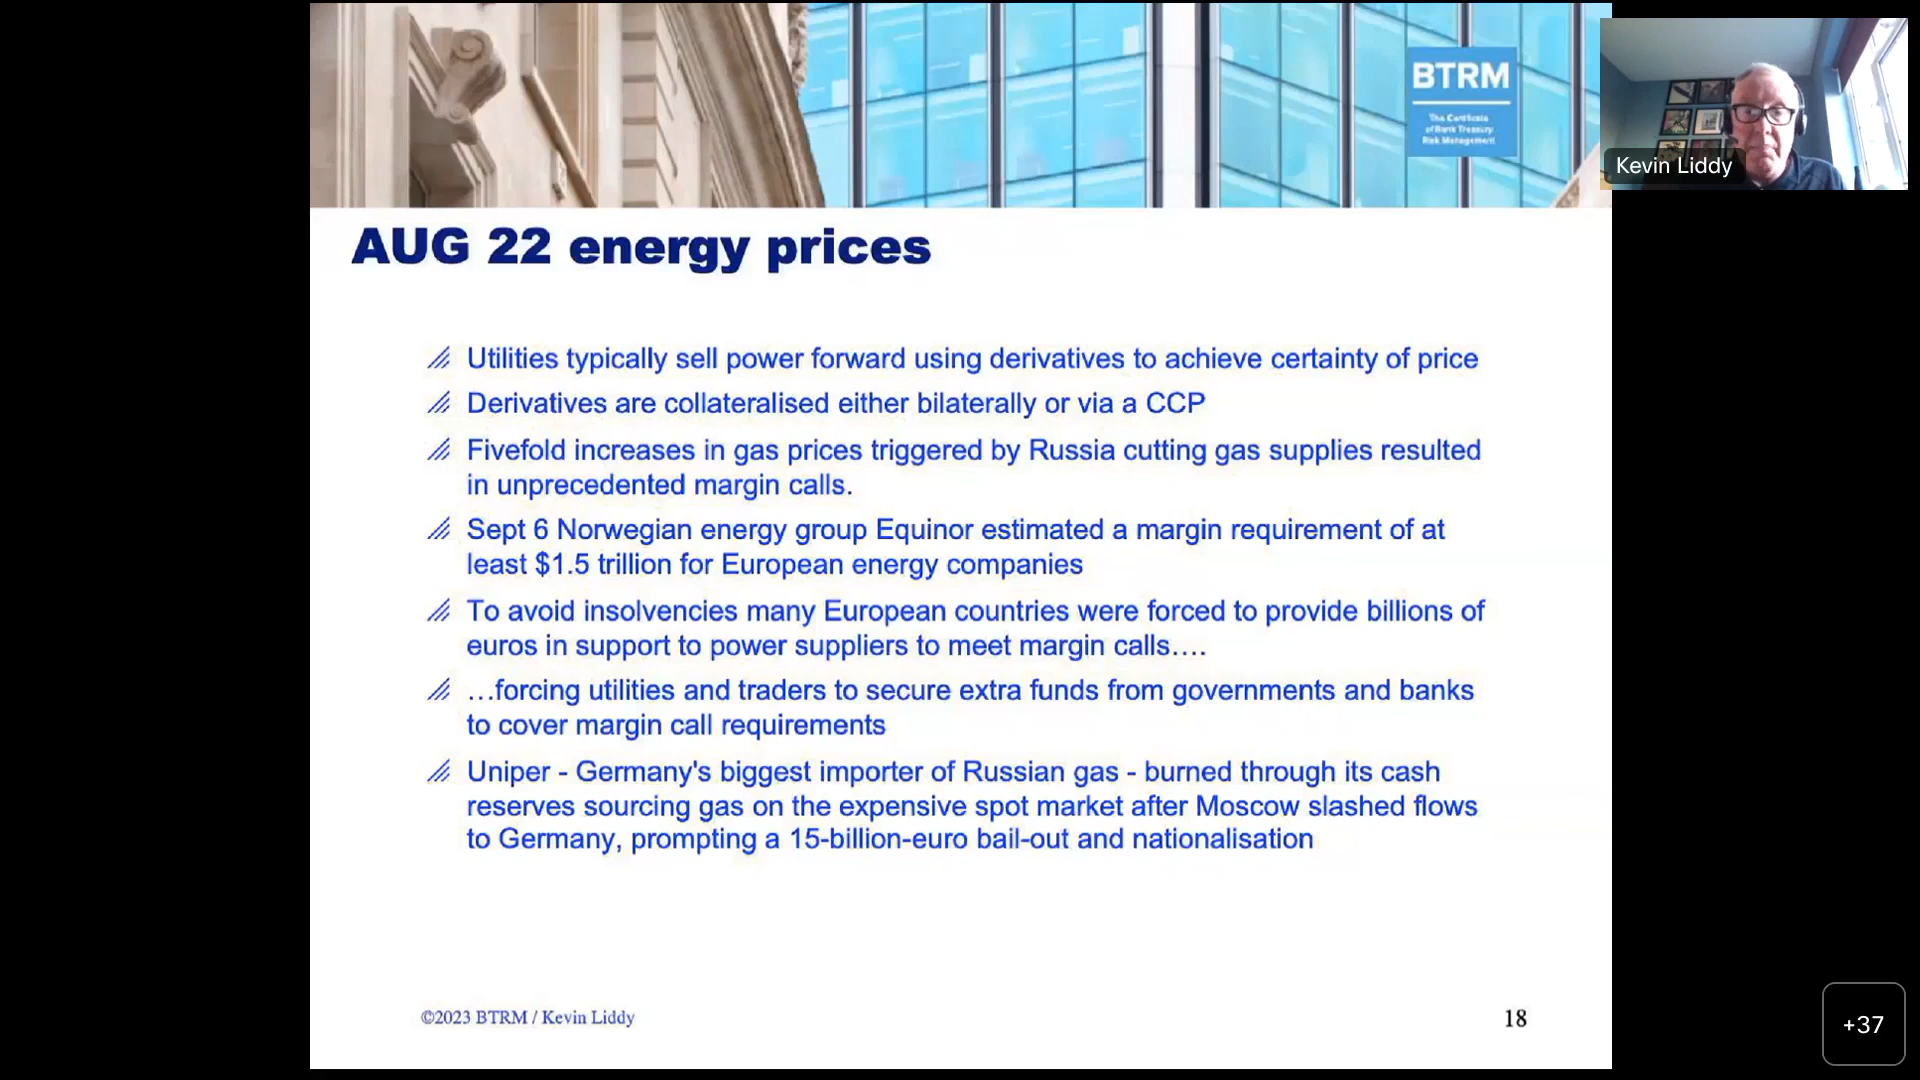 BTRM
The Certificate
of Bank Treasury
Risk Management
Kevin Liddy
AUG 22 energy prices
Utilities typically sell power forward using derivatives to achieve certainty of price
Derivatives are collateralised either bilaterally or via a CCP
Fivefold increases in gas prices triggered by Russia cutting gas supplies resulted
in unprecedented margin calls.
Sept 6 Norwegian energy group Equinor estimated a margin requirement of at
least $1.5 trillion for European energy companies
To avoid insolvencies many European countries were forced to provide billions of
euros in support to power suppliers to meet margin calls….
…forcing utilities and traders to secure extra funds from governments and banks
to cover margin call requirements
Uniper - Germany's biggest importer of Russian gas - burned through its cash
reserves sourcing gas on the expensive spot market after Moscow slashed flows
to Germany, prompting a 15-billion-euro bail-out and nationalisation
©2023 BTRM / Kevin Liddy
18
+37